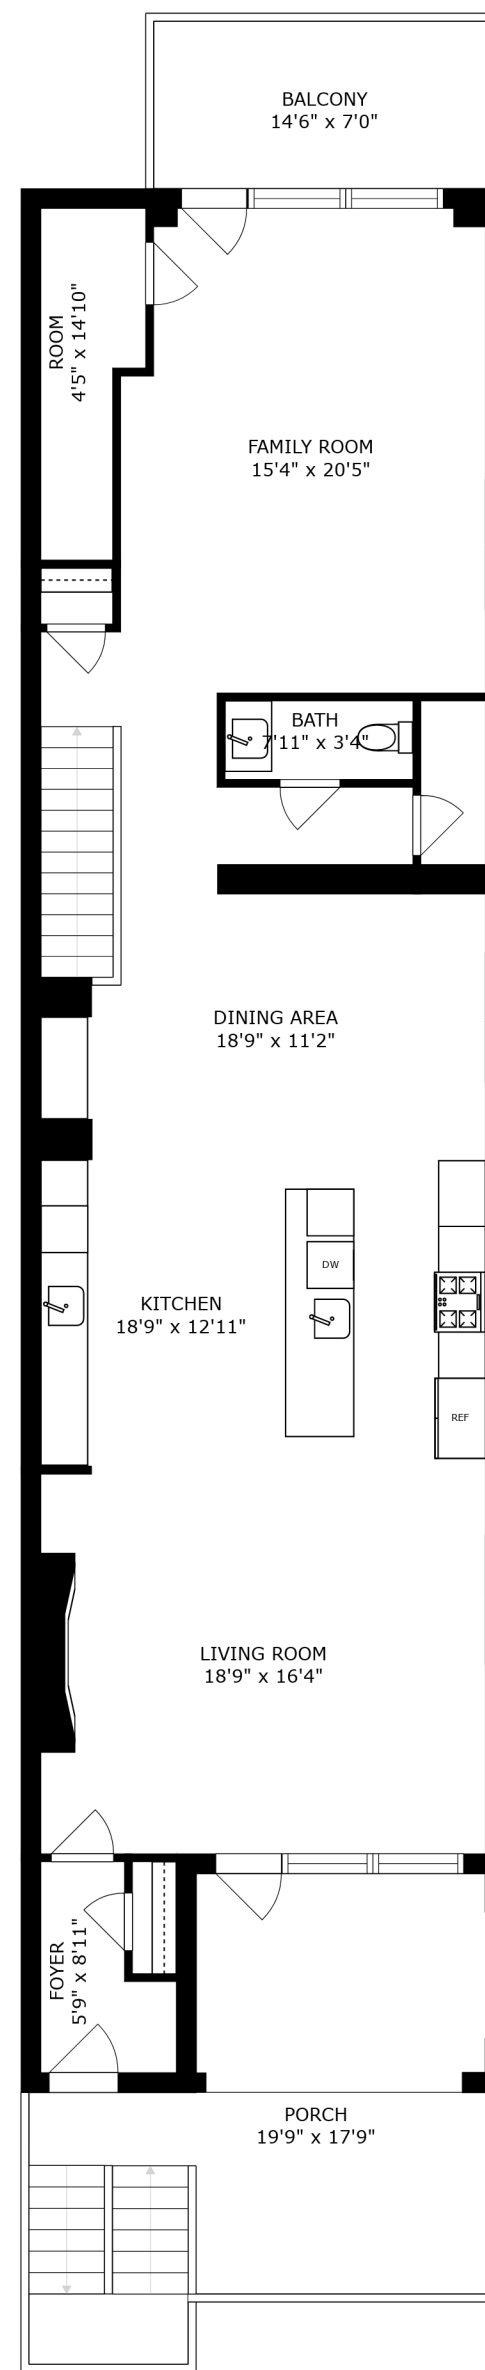 BALCONY
14'6" x 7'0"
ROOM
4'5" x 14'10"
FAMILY ROOM
15'4" x 20'5"
BATH
7'11" x 3'4"
DINING AREA
18'9" x 11'2"
DW
KITCHEN
18'9" x 12'11"
REF
LIVING ROOM
18'9" x 16'4"
FOYER
5'9" x 8'11"
PORCH
19'9" x 17'9"